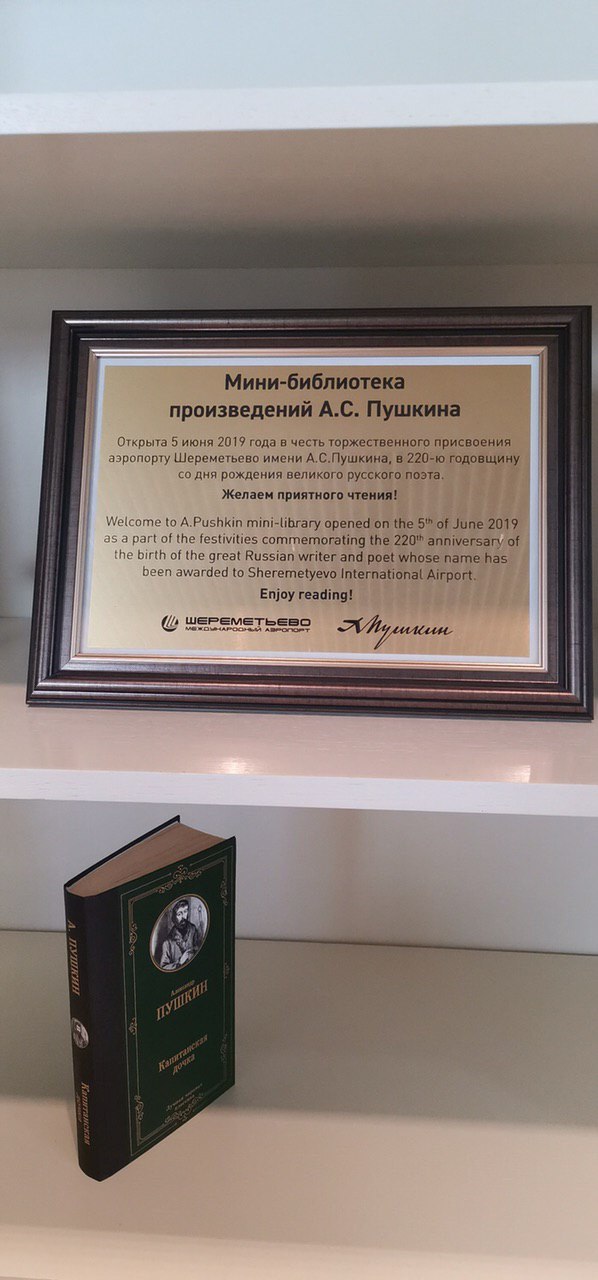 Мини-библиотека
произведений А.С. Пушкина
Открыта 5 июня 2019 года в честь торжественного присвоения
аэропорту Шереметьево имени А.С.Пушкина, в 220-ю годовщину
со дня рождения великого русского поэта.
Желаем приятного чтения!
Welcome to A.Pushkin mini-library opened on the 5th of June 2019
as a part of the festivities commemorating the 220th anniversary of
the birth of the great Russian writer and poet whose name has
been awarded to Sheremetyevo International Airport.
Enjoy reading!
ШЕРЕМЕТЬЕВО
МЕЖДУНАРОДНЫЙ АЭРОПОРТ
А Пушкин
А. ПУШКИН
Капитанская
дочка
Александр
ПУШКИН
Капитанская
дочка
Лучшая мировая
классика